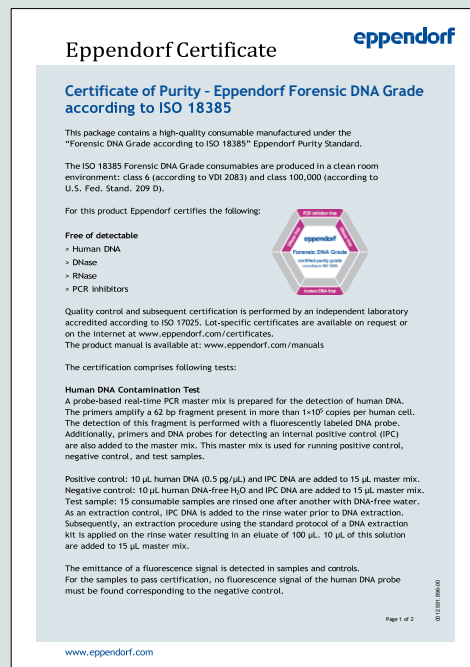 eppendorf
Eppendorf Certificate
Certificate of Purity – Eppendorf Forensic DNA Grade
according to ISO 18385
This package contains a high-quality consumable manufactured under the
“Forensic DNA Grade according to ISO 18385” Eppendorf Purity Standard.
The ISO 18385 Forensic DNA Grade consumables are produced in a clean room
environment: class 6 (according to VDI 2083) and class 100,000 (according to
U.S. Fed. Stand. 209 D).
For this product Eppendorf certifies the following:
Free of detectable
> Human DNA
> DNase
> RNase
> PCR inhibitors
PCR inhibitor-free
eppendorf
Forensic DNA Grade
certified purity grade
according to ISO 18385
human DNA-free
Quality control and subsequent certification is performed by an independent laboratory
accredited according to ISO 17025. Lot-specific certificates are available on request or
on the internet at www.eppendorf.com/certificates.
The product manual is available at: www.eppendorf.com/manuals
The certification comprises following tests:
Human DNA Contamination Test
A probe-based real-time PCR master mix is prepared for the detection of human DNA.
The primers amplify a 62 bp fragment present in more than 1×10⁵ copies per human cell.
The detection of this fragment is performed with a fluorescently labeled DNA probe.
Additionally, primers and DNA probes for detecting an internal positive control (IPC)
are also added to the master mix. This master mix is used for running positive control,
negative control, and test samples.
Positive control: 10 µL human DNA (0.5 pg/µL) and IPC DNA are added to 15 µL master mix.
Negative control: 10 µL human DNA-free H₂O and IPC DNA are added to 15 µL master mix.
Test sample: 15 consumable samples are rinsed one after another with DNA-free water.
As an extraction control, IPC DNA is added to the rinse water prior to DNA extraction.
Subsequently, an extraction procedure using the standard protocol of a DNA extraction
kit is applied on the rinse water resulting in an eluate of 100 µL. 10 µL of this solution
are added to 15 µL master mix.
The emittance of a fluorescence signal is detected in samples and controls.
For the samples to pass certification, no fluorescence signal of the human DNA probe
must be found corresponding to the negative control.
Page 1 of 2
www.eppendorf.com